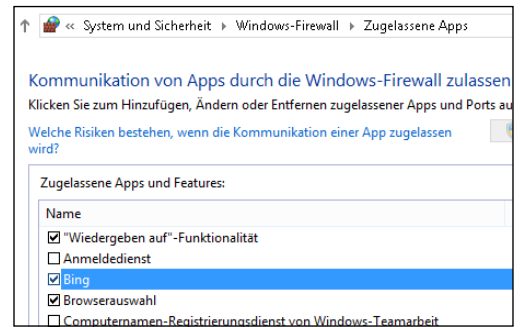 « System und Sicherheit ▸ Windows-Firewall ▸ Zugelassene Apps
Kommunikation von Apps durch die Windows-Firewall zulassen
Klicken Sie zum Hinzufügen, Ändern oder Entfernen zugelassener Apps und Ports au
Welche Risiken bestehen, wenn die Kommunikation einer App zugelassen
wird?
Zugelassene Apps und Features:
Name
"Wiedergeben auf"-Funktionalität
Anmeldedienst
Bing
Browserauswahl
Computernamen-Registrierungsdienst von Windows-Teamarbeit